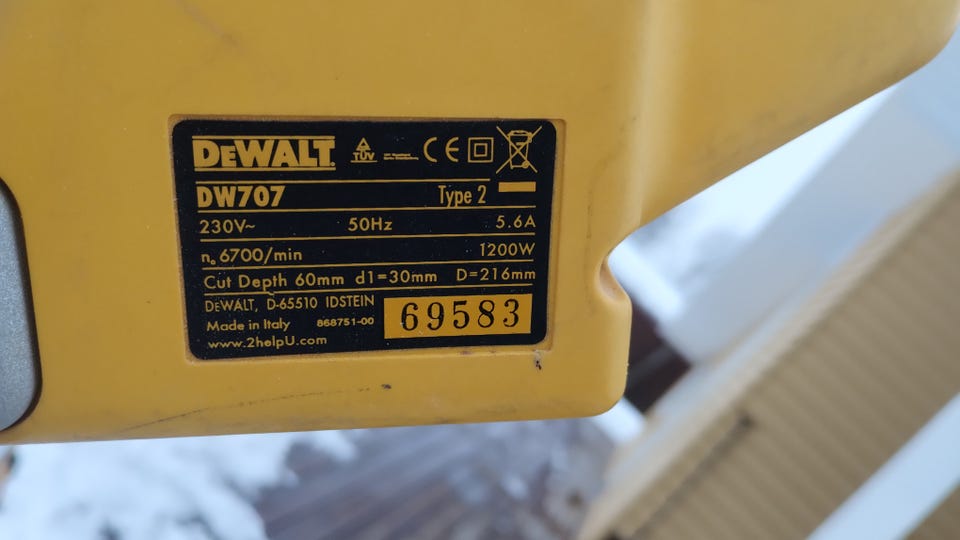 DEWALT
TÜV
CE
DW707 Type 2
230V~ 50Hz 5.6A
n₀ 6700/min 1200W
Cut Depth 60mm d1=30mm D=216mm
DEWALT, D-65510 IDSTEIN
Made in Italy 868751-00
www.2helpU.com
69583